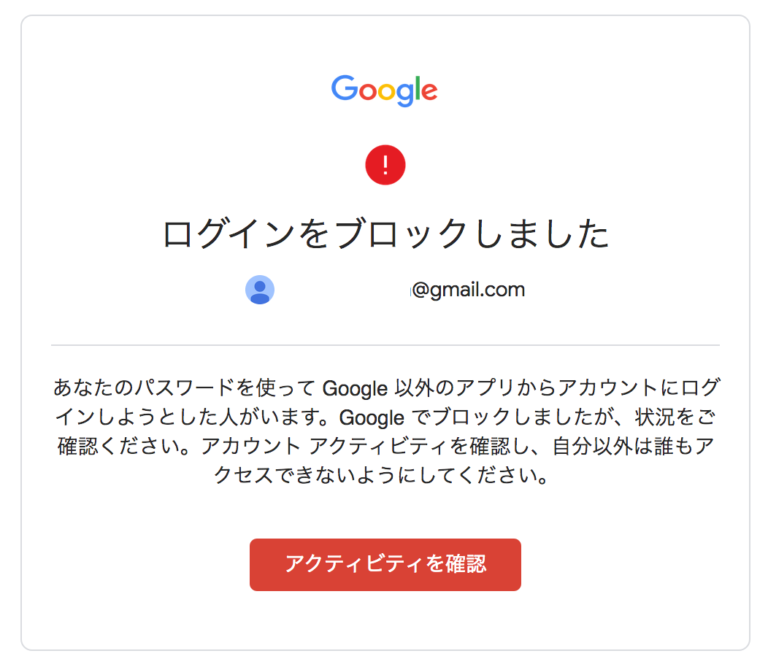 Google
ログインをブロックしました
@gmail.com
あなたのパスワードを使って Google 以外のアプリからアカウントにログ
インしようとした人がいます。Google でブロックしましたが、状況をご
確認ください。アカウント アクティビティを確認し、自分以外は誰もア
クセスできないようにしてください。
アクティビティを確認